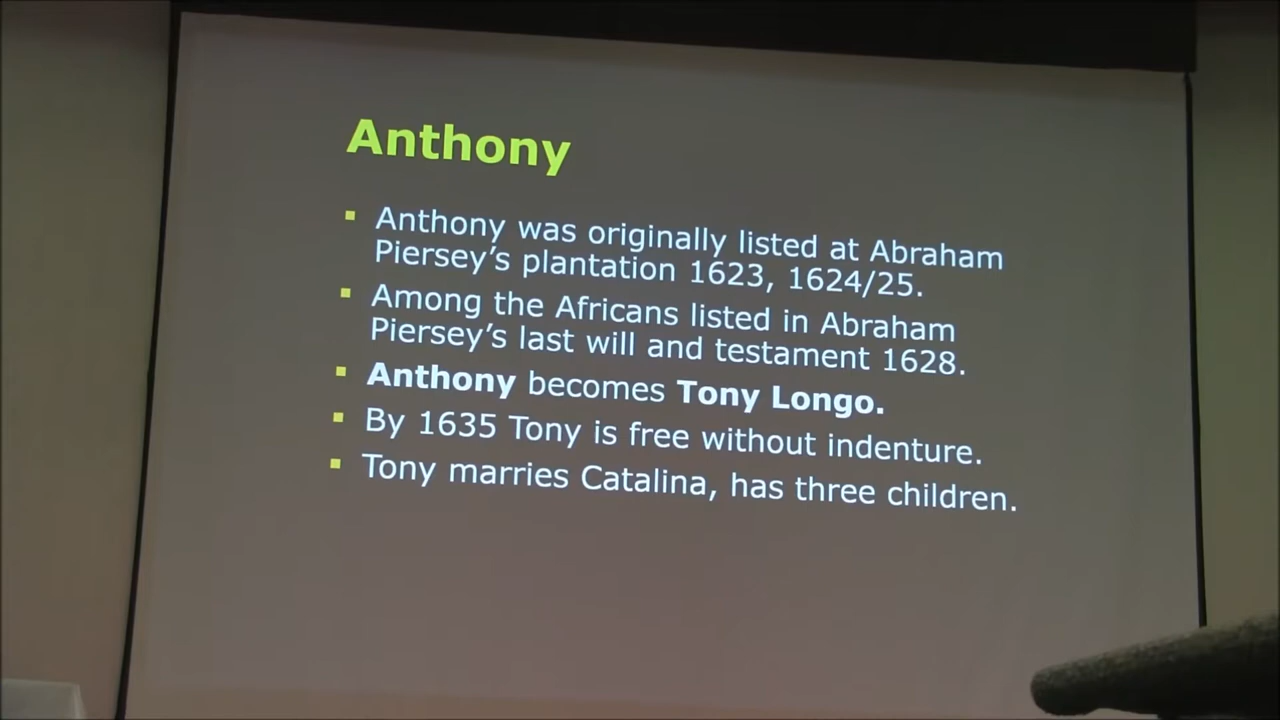 Anthony
▪ Anthony was originally listed at Abraham
Piersey's plantation 1623, 1624/25.
▪ Among the Africans listed in Abraham
Piersey's last will and testament 1628.
▪ Anthony becomes Tony Longo.
▪ By 1635 Tony is free without indenture.
▪ Tony marries Catalina, has three children.